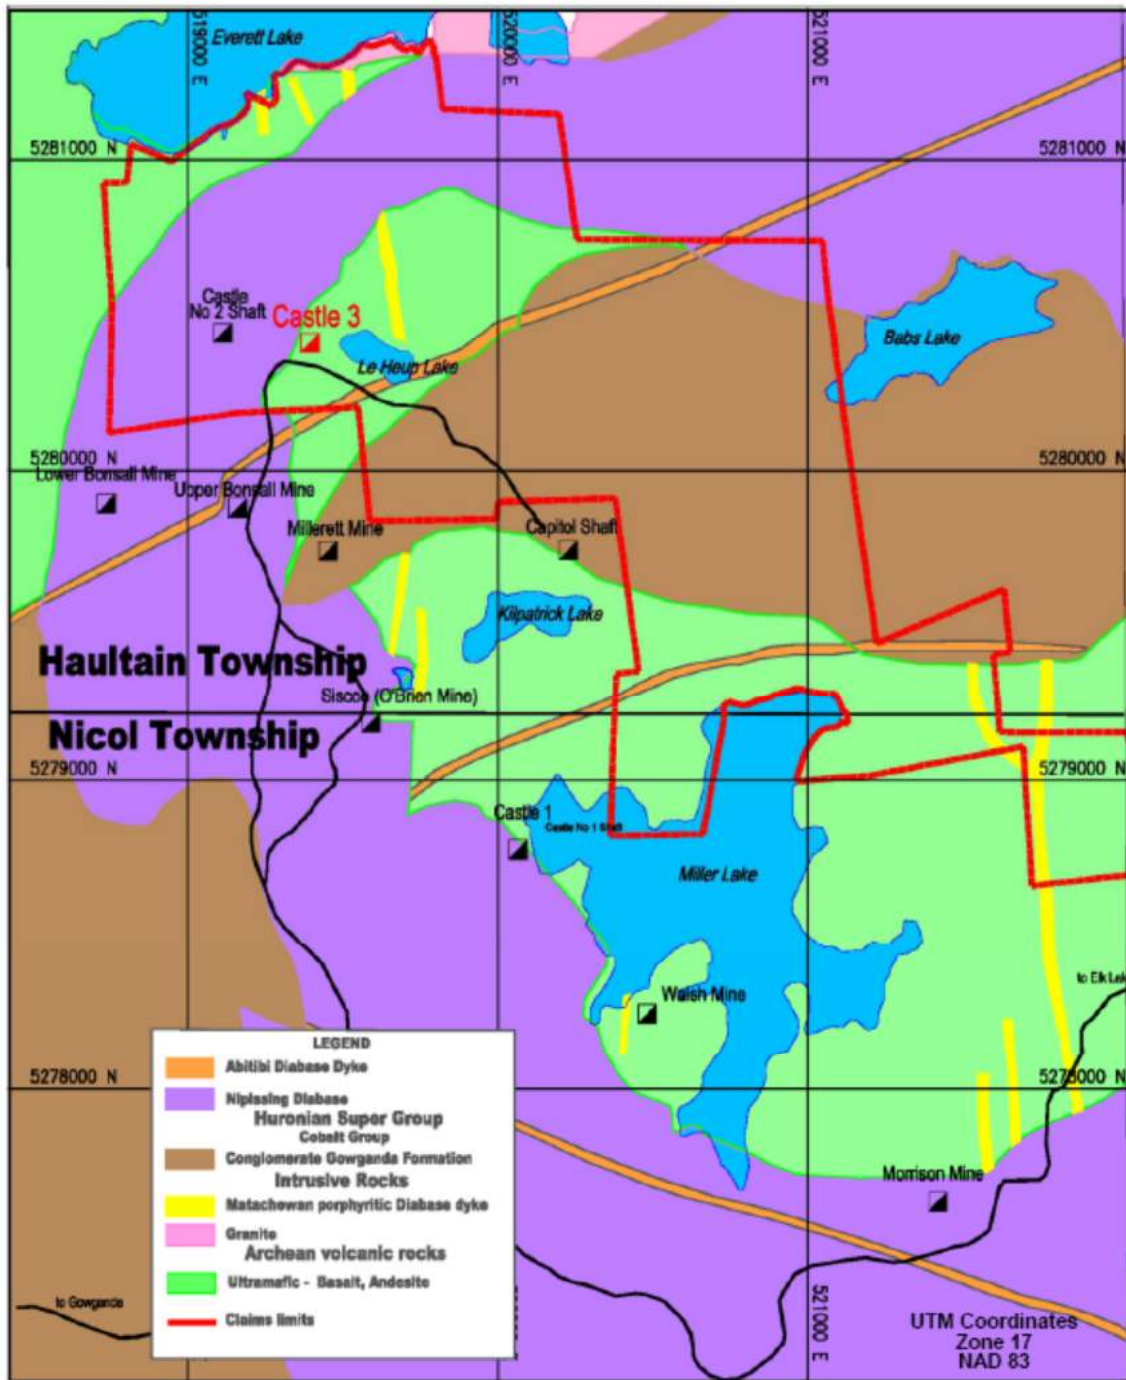 Everett Lake
519000 E
520000 E
521000 E
5281000 N
5281000 N
Castle
No 2 Shaft
Castle 3
Le Heup Lake
Babs Lake
5280000 N
5280000 N
Lower Bonsall Mine
Upper Bonsall Mine
Millerett Mine
Capitol Shaft
Kilpatrick Lake
Haultain Township
Siscoe (O'Brien Mine)
Nicol Township
5279000 N
5279000 N
Castle 1
Castle No 1 Shaft
Miller Lake
to Elk Lake
Walsh Mine
LEGEND
Abitibi Diabase Dyke
5278000 N
5278000 N
Nipissing Diabase
Huronian Super Group
Cobalt Group
Conglomerate Gowganda Formation
Intrusive Rocks
Matachewan porphyritic Diabase dyke
Granite
Archean volcanic rocks
Ultramafic - Basalt, Andesite
Claims limits
Morrison Mine
to Gowganda
521000 E
UTM Coordinates
Zone 17
NAD 83